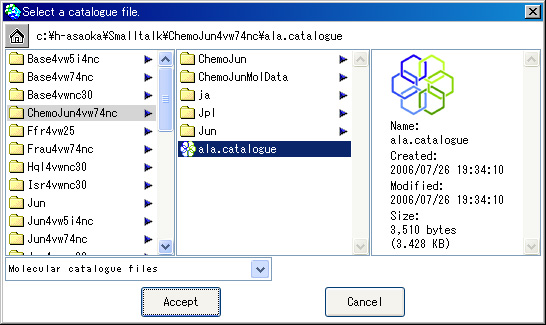 Select a catalogue file.
c:¥h-asaoka¥Smalltalk¥ChemoJun4vw74nc¥ala.catalogue
Base4vw5i4nc
Base4vw74nc
Base4vwnc30
ChemoJun4vw74nc
Ffr4vw25
Frau4vw74nc
Hql4vwnc30
Isr4vwnc30
Jun
Jun4vw5i4nc
Jun4vw74nc
Jun4vwnc30
ChemoJun
ChemoJunMolData
ja
Jpl
Jun
ala.catalogue
Name:
ala.catalogue
Created:
2006/07/26 19:34:10
Modified:
2006/07/26 19:34:10
Size:
3,510 bytes
(3.428 KB)
Molecular catalogue files
Accept
Cancel